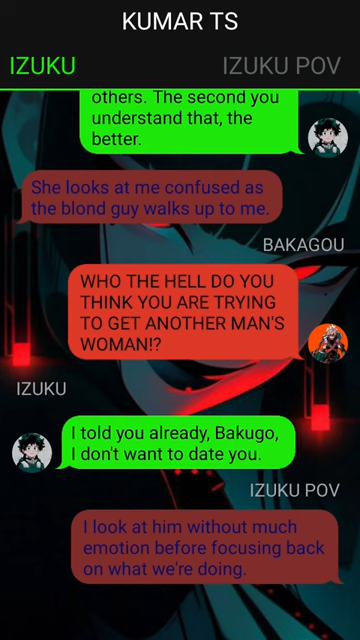 KUMAR TS
IZUKU
IZUKU POV
others. The second you
understand that, the
better.
She looks at me confused as
the blond guy walks up to me.
BAKAGOU
WHO THE HELL DO YOU
THINK YOU ARE TRYING
TO GET ANOTHER MAN'S
WOMAN!?
IZUKU
I told you already, Bakugo,
I don't want to date you.
IZUKU POV
I look at him without much
emotion before focusing back
on what we're doing.